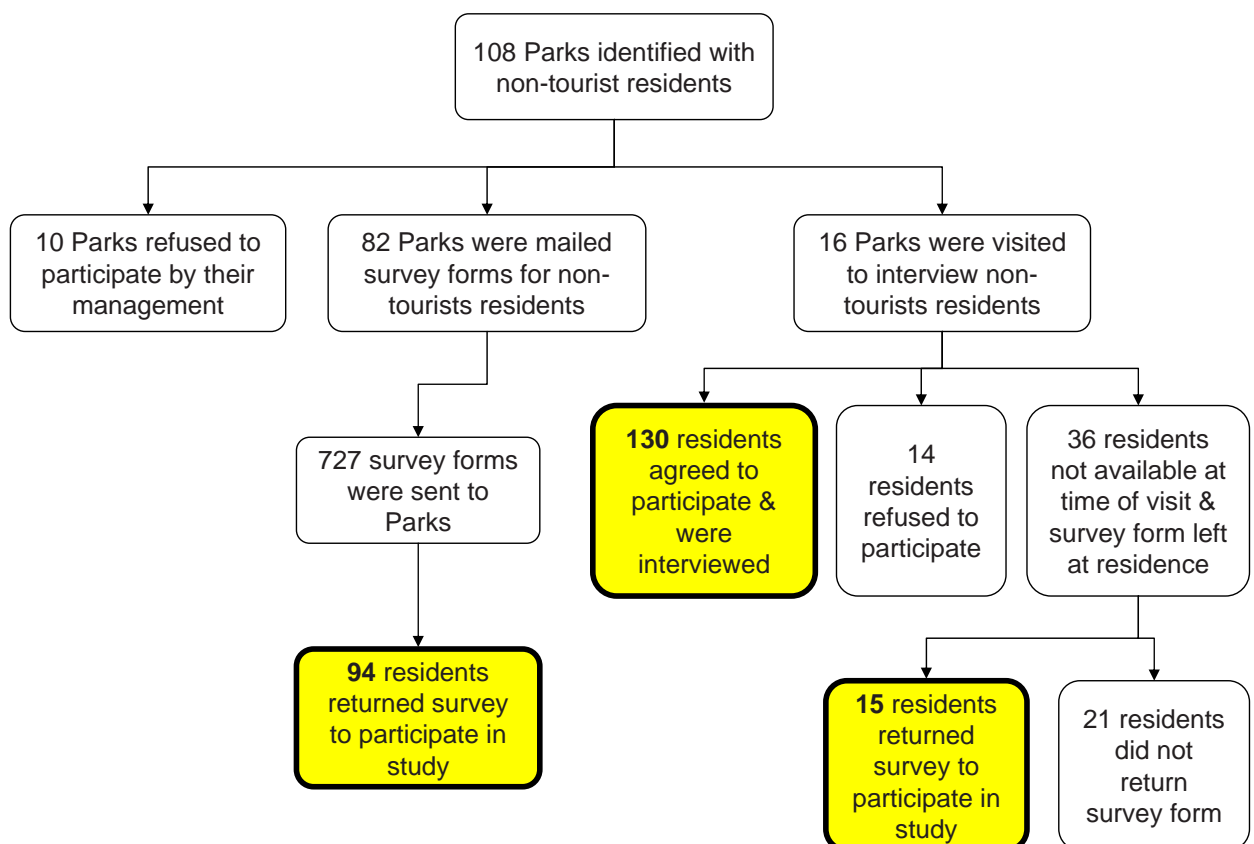 108 Parks identified with
non-tourist residents
10 Parks refused to
participate by their
management
82 Parks were mailed
survey forms for non-
tourists residents
16 Parks were visited
to interview non-
tourists residents
727 survey forms
were sent to
Parks
130 residents
agreed to
participate &
were
interviewed
14
residents
refused to
participate
36 residents
not available at
time of visit &
survey form left
at residence
94 residents
returned survey
to participate in
study
15 residents
returned
survey to
participate in
study
21 residents
did not
return
survey form